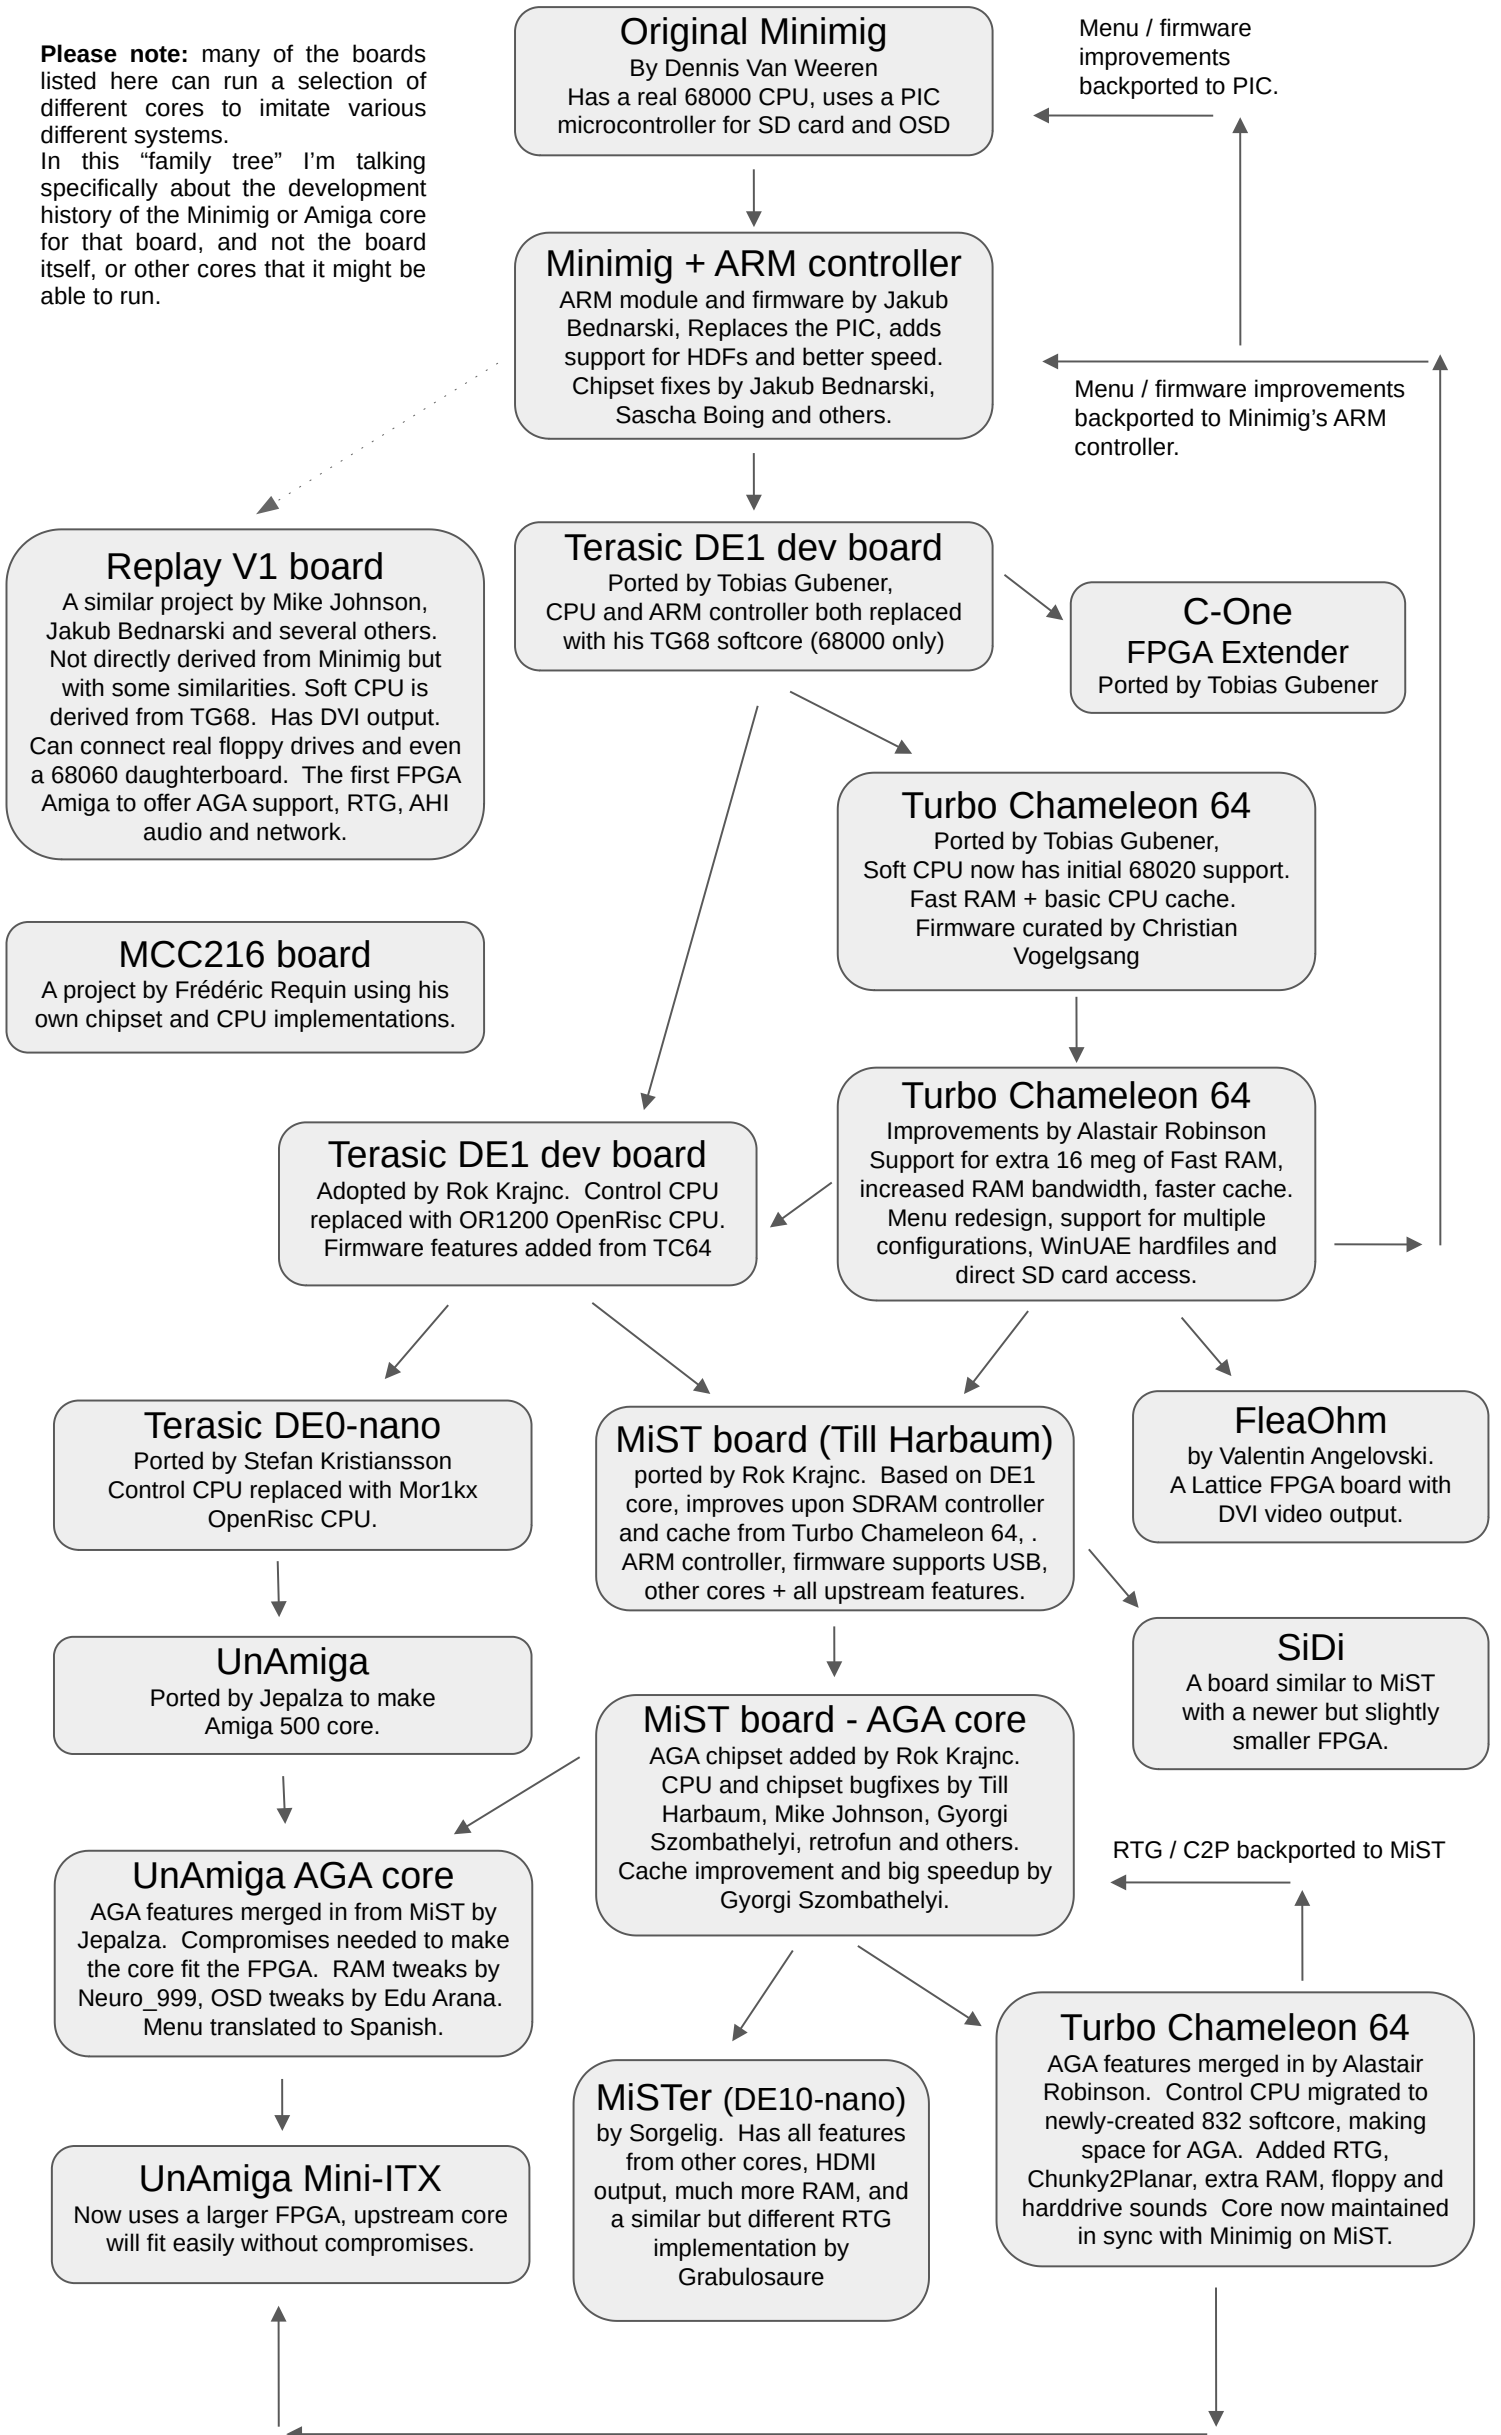 Please note: many of the boards
listed here can run a selection of
different cores to imitate various
different systems.
In this “family tree” I’m talking
specifically about the development
history of the Minimig or Amiga core
for that board, and not the board
itself, or other cores that it might be
able to run.
Original Minimig
By Dennis Van Weeren
Has a real 68000 CPU, uses a PIC
microcontroller for SD card and OSD
Menu / firmware
improvements
backported to PIC.
Minimig + ARM controller
ARM module and firmware by Jakub
Bednarski, Replaces the PIC, adds
support for HDFs and better speed.
Chipset fixes by Jakub Bednarski,
Sascha Boing and others.
Menu / firmware improvements
backported to Minimig’s ARM
controller.
Replay V1 board
A similar project by Mike Johnson,
Jakub Bednarski and several others.
Not directly derived from Minimig but
with some similarities. Soft CPU is
derived from TG68.  Has DVI output.
Can connect real floppy drives and even
a 68060 daughterboard.  The first FPGA
Amiga to offer AGA support, RTG, AHI
audio and network.
Terasic DE1 dev board
Ported by Tobias Gubener,
CPU and ARM controller both replaced
with his TG68 softcore (68000 only)
C-One
FPGA Extender
Ported by Tobias Gubener
Turbo Chameleon 64
Ported by Tobias Gubener,
Soft CPU now has initial 68020 support.
Fast RAM + basic CPU cache.
Firmware curated by Christian
Vogelgsang
MCC216 board
A project by Frédéric Requin using his
own chipset and CPU implementations.
Turbo Chameleon 64
Improvements by Alastair Robinson
Support for extra 16 meg of Fast RAM,
increased RAM bandwidth, faster cache.
Menu redesign, support for multiple
configurations, WinUAE hardfiles and
direct SD card access.
Terasic DE1 dev board
Adopted by Rok Krajnc.  Control CPU
replaced with OR1200 OpenRisc CPU.
Firmware features added from TC64
Terasic DE0-nano
Ported by Stefan Kristiansson
Control CPU replaced with Mor1kx
OpenRisc CPU.
MiST board (Till Harbaum)
ported by Rok Krajnc.  Based on DE1
core, improves upon SDRAM controller
and cache from Turbo Chameleon 64, .
ARM controller, firmware supports USB,
other cores + all upstream features.
FleaOhm
by Valentin Angelovski.
A Lattice FPGA board with
DVI video output.
UnAmiga
Ported by Jepalza to make
Amiga 500 core.
SiDi
A board similar to MiST
with a newer but slightly
smaller FPGA.
MiST board - AGA core
AGA chipset added by Rok Krajnc.
CPU and chipset bugfixes by Till
Harbaum, Mike Johnson, Gyorgi
Szombathelyi, retrofun and others.
Cache improvement and big speedup by
Gyorgi Szombathelyi.
RTG / C2P backported to MiST
UnAmiga AGA core
AGA features merged in from MiST by
Jepalza.  Compromises needed to make
the core fit the FPGA.  RAM tweaks by
Neuro_999, OSD tweaks by Edu Arana.
Menu translated to Spanish.
Turbo Chameleon 64
AGA features merged in by Alastair
Robinson.  Control CPU migrated to
newly-created 832 softcore, making
space for AGA.  Added RTG,
Chunky2Planar, extra RAM, floppy and
harddrive sounds  Core now maintained
in sync with Minimig on MiST.
MiSTer (DE10-nano)
by Sorgelig.  Has all features
from other cores, HDMI
output, much more RAM, and
a similar but different RTG
implementation by
Grabulosaure
UnAmiga Mini-ITX
Now uses a larger FPGA, upstream core
will fit easily without compromises.